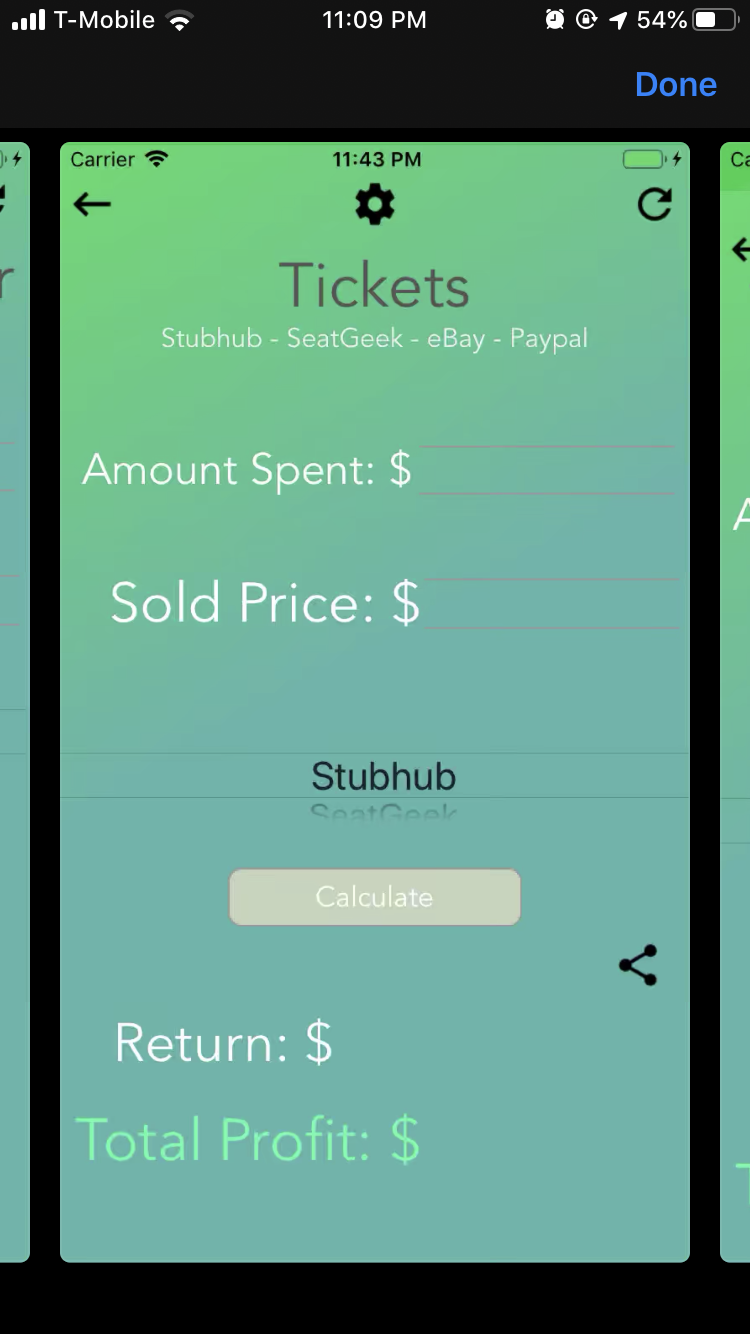 T-Mobile 11:09 PM 54%
Done
Carrier 11:43 PM
Tickets
Stubhub - SeatGeek - eBay - Paypal
Amount Spent: $
Sold Price: $
Stubhub
SeatGeek
Calculate
Return: $
Total Profit: $